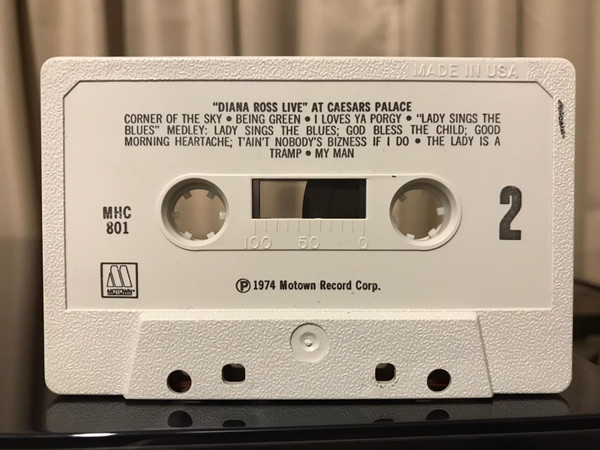 MADE IN USA
"DIANA ROSS LIVE" AT CAESARS PALACE
CORNER OF THE SKY • BEING GREEN • I LOVES YA PORGY • "LADY SINGS THE
BLUES" MEDLEY: LADY SINGS THE BLUES; GOD BLESS THE CHILD; GOOD
MORNING HEARTACHE; T'AIN'T NOBODY'S BIZNESS IF I DO • THE LADY IS A
TRAMP • MY MAN
MHC
801
2
100 50 0
M
MOTOWN
℗ 1974 Motown Record Corp.